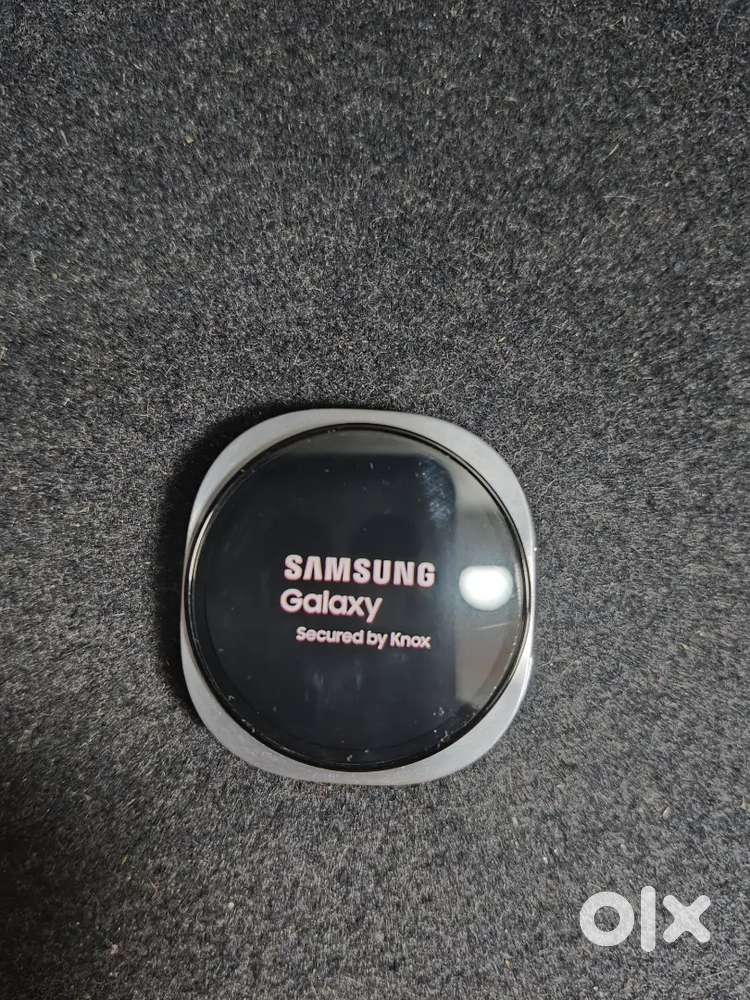 SAMSUNG
Galaxy
Secured by Knox
olx